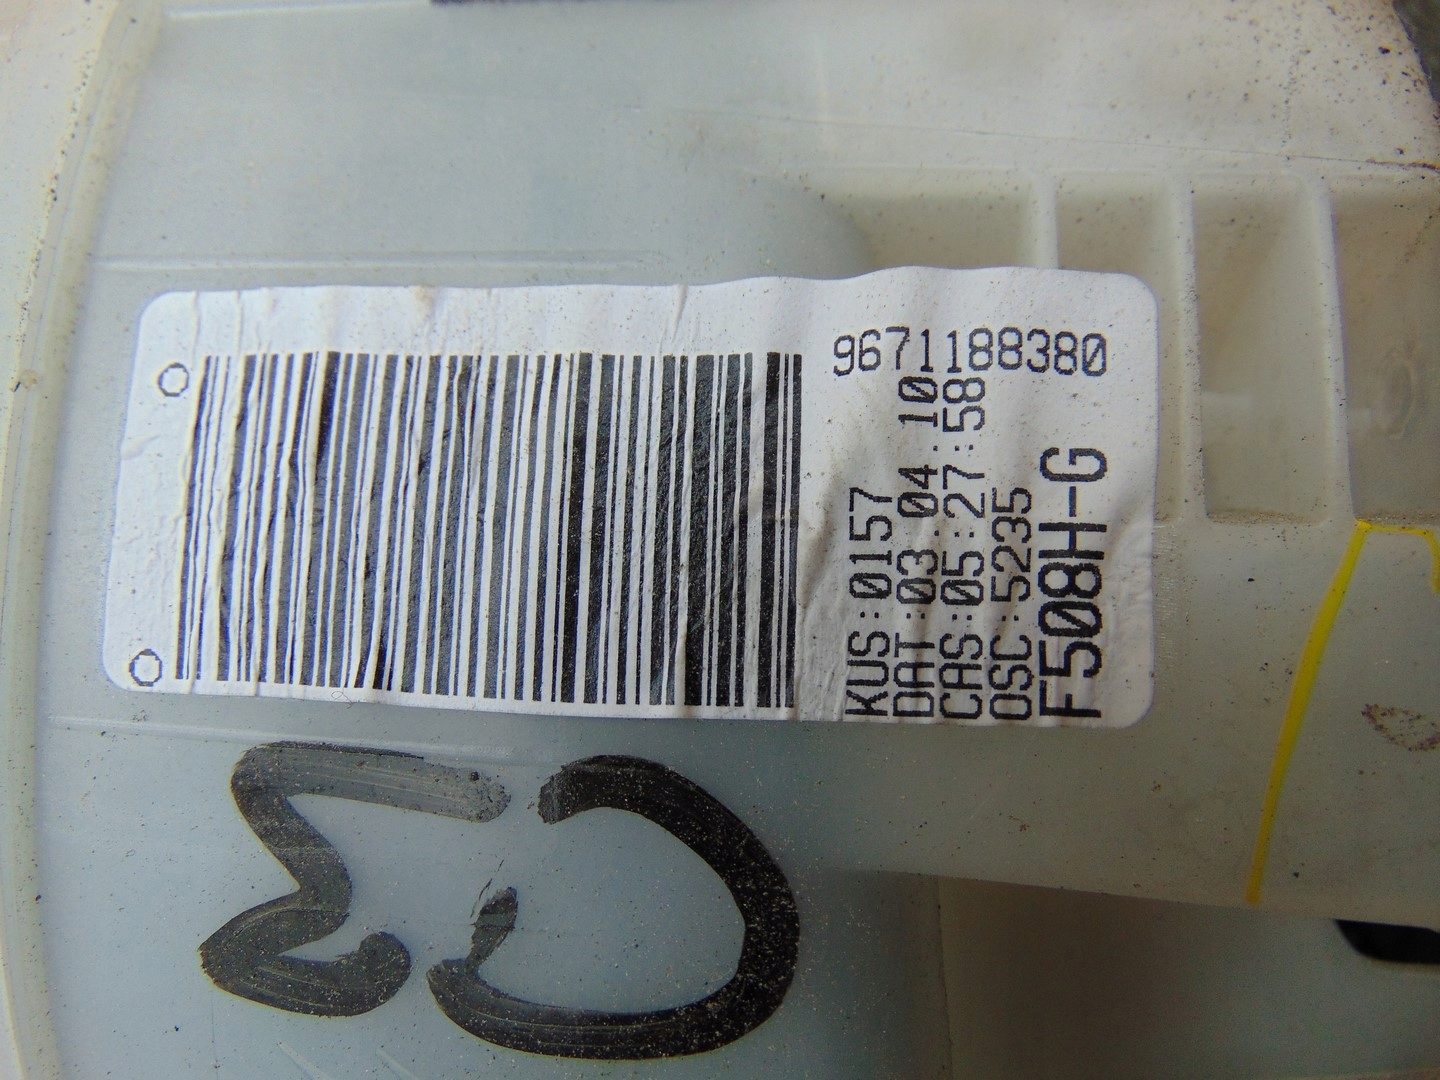 9671188380
KUS:0157
DAT:03.04.10
CAS:05:27:58
OSC:5235
F508H-G
C3